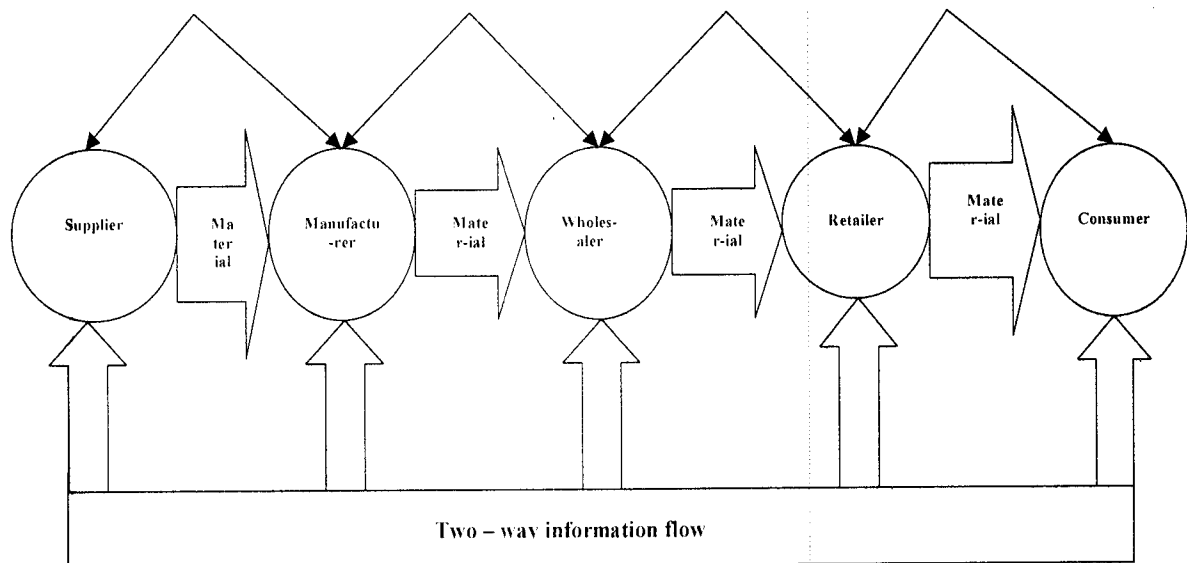 Supplier
Ma
ter
ial
Manufactu
-rer
Mate
r-ial
Wholes-
aler
Mate
r-ial
Retailer
Mate
r-ial
Consumer
Two – way information flow